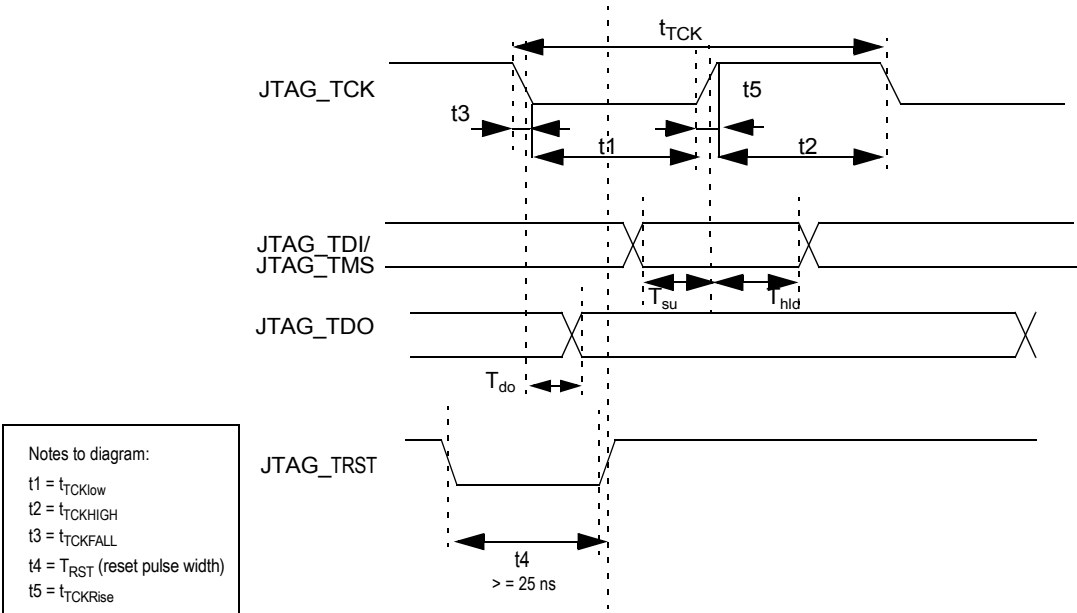 tTCK
JTAG_TCK
t5
t3
t1
t2
JTAG_TDI/
JTAG_TMS
Tsu
Thld
JTAG_TDO
Tdo
JTAG_TRST
t4
> = 25 ns
Notes to diagram:
t1 = tTCKlow
t2 = tTCKHIGH
t3 = tTCKFALL
t4 = TRST (reset pulse width)
t5 = tTCKRise